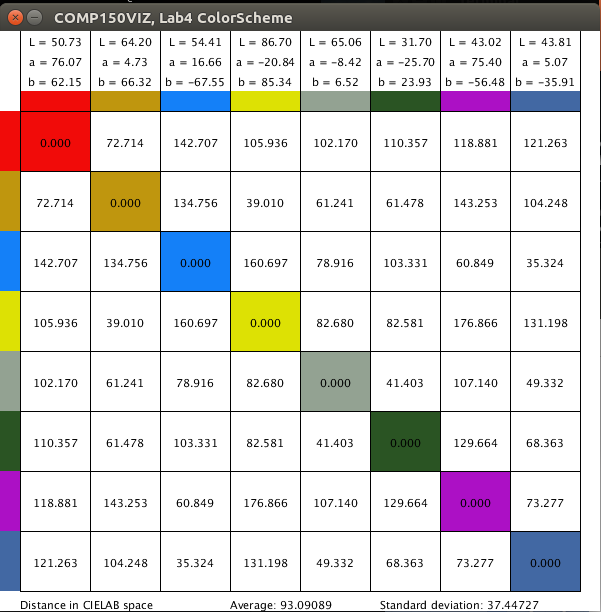 COMP150VIZ, Lab4 ColorScheme
L = 50.73 L = 64.20 L = 54.41 L = 86.70 L = 65.06 L = 31.70 L = 43.02 L = 43.81
a = 76.07 a = 4.73 a = 16.66 a = -20.84 a = -8.42 a = -25.70 a = 75.40 a = 5.07
b = 62.15 b = 66.32 b = -67.55 b = 85.34 b = 6.52 b = 23.93 b = -56.48 b = -35.91
0.000 72.714 142.707 105.936 102.170 110.357 118.881 121.263
72.714 0.000 134.756 39.010 61.241 61.478 143.253 104.248
142.707 134.756 0.000 160.697 78.916 103.331 60.849 35.324
105.936 39.010 160.697 0.000 82.680 82.581 176.866 131.198
102.170 61.241 78.916 82.680 0.000 41.403 107.140 49.332
110.357 61.478 103.331 82.581 41.403 0.000 129.664 68.363
118.881 143.253 60.849 176.866 107.140 129.664 0.000 73.277
121.263 104.248 35.324 131.198 49.332 68.363 73.277 0.000
Distance in CIELAB space Average: 93.09089 Standard deviation: 37.44727